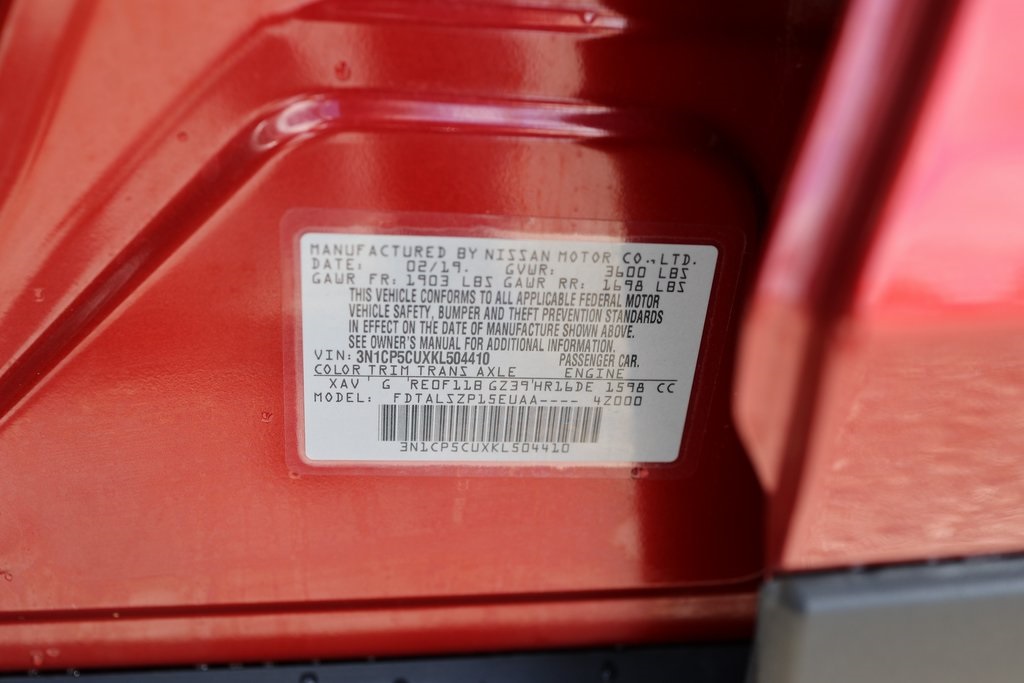 MANUFACTURED BY NISSAN MOTOR CO.,LTD.
DATE: 02/19. GVWR: 3600 LBS
GAWR FR: 1903 LBS GAWR RR: 1698 LBS
THIS VEHICLE CONFORMS TO ALL APPLICABLE FEDERAL MOTOR
VEHICLE SAFETY, BUMPER AND THEFT PREVENTION STANDARDS
IN EFFECT ON THE DATE OF MANUFACTURE SHOWN ABOVE.
SEE OWNER'S MANUAL FOR ADDITIONAL INFORMATION.
VIN: 3N1CP5CUXKL504410 PASSENGER CAR.
COLOR TRIM TRANS AXLE ENGINE
XAV G RE0F11B GZ39 HR16DE 1598 CC
MODEL: FDTALSZP15EUAA---- 42000
3N1CP5CUXKL504410